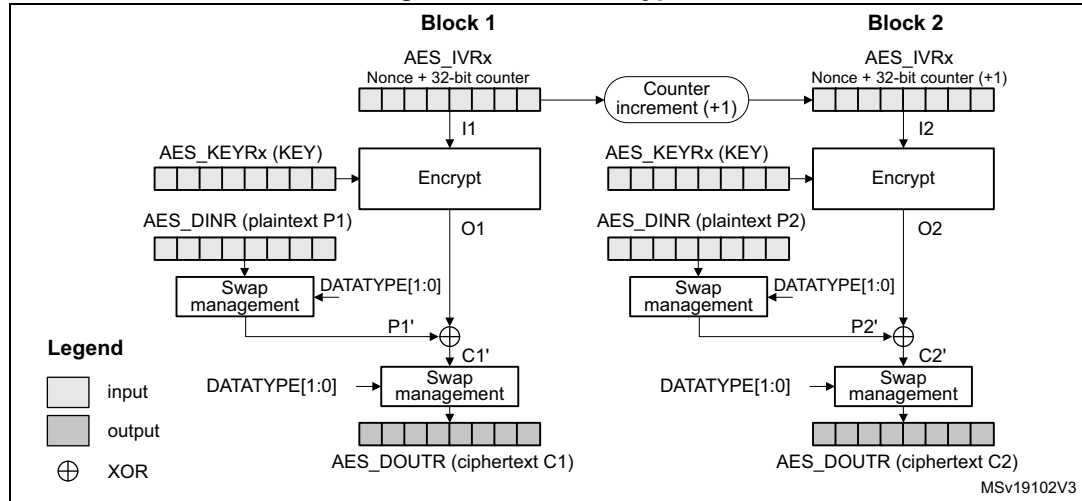 Block 1
Block 2
AES_IVRx
Nonce + 32-bit counter
Counter
increment (+1)
AES_IVRx
Nonce + 32-bit counter (+1)
I1
I2
AES_KEYRx (KEY)
Encrypt
AES_KEYRx (KEY)
Encrypt
AES_DINR (plaintext P1)
O1
AES_DINR (plaintext P2)
O2
Swap
management
DATATYPE[1:0]
Swap
management
DATATYPE[1:0]
P1'
P2'
C1'
C2'
DATATYPE[1:0]
Swap
management
DATATYPE[1:0]
Swap
management
AES_DOUTR (ciphertext C1)
AES_DOUTR (ciphertext C2)
Legend
input
output
XOR
MSv19102V3